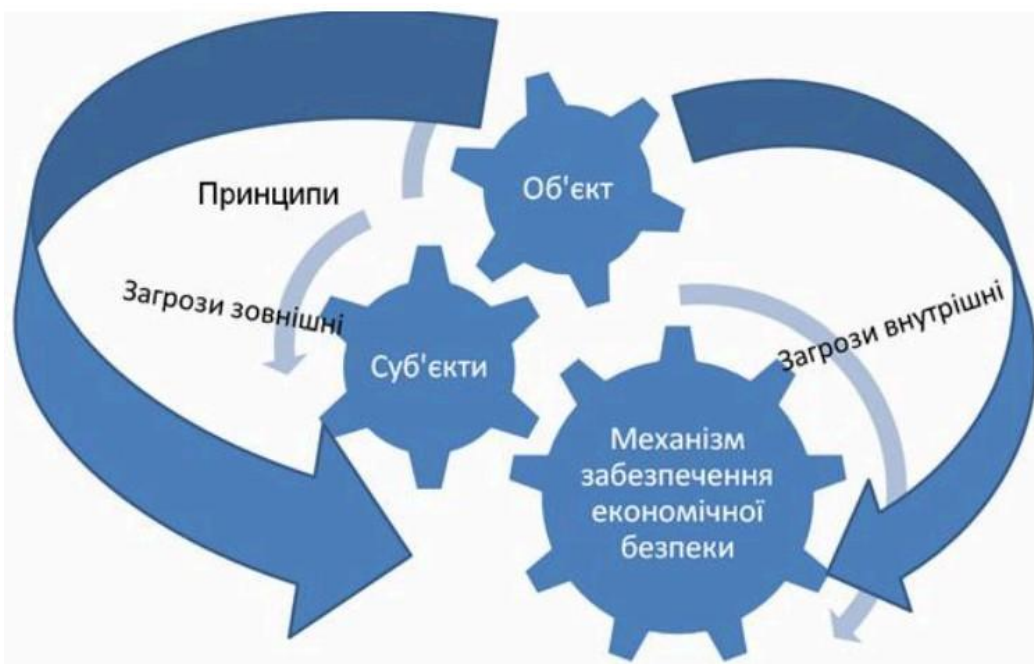 Об'єкт
Принципи
Загрози зовнішні
Загрози внутрішні
Суб'єкти
Механізм
забезпечення
економічної
безпеки